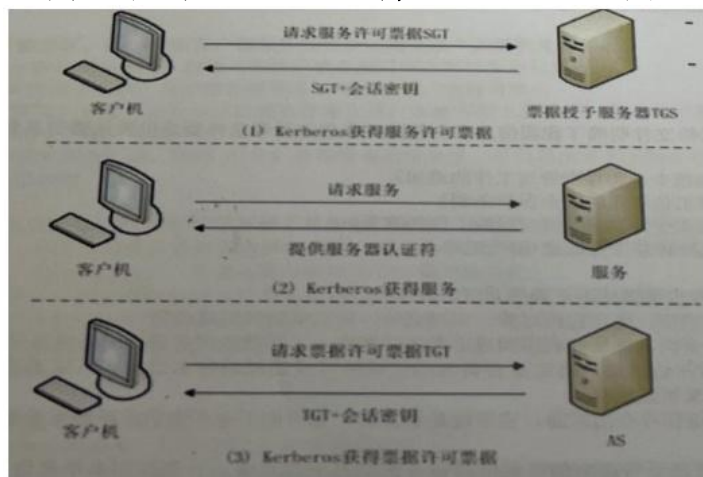 请求服务许可票据SGT
SGT+会话密钥
客户机
票据授予服务器TGS
(1) Kerberos获得服务许可票据
请求服务
提供服务器认证符
客户机
服务
(2) Kerberos获得服务
请求票据许可票据TGT
TGT+会话密钥
客户机
AS
(3) Kerberos获得票据许可票据